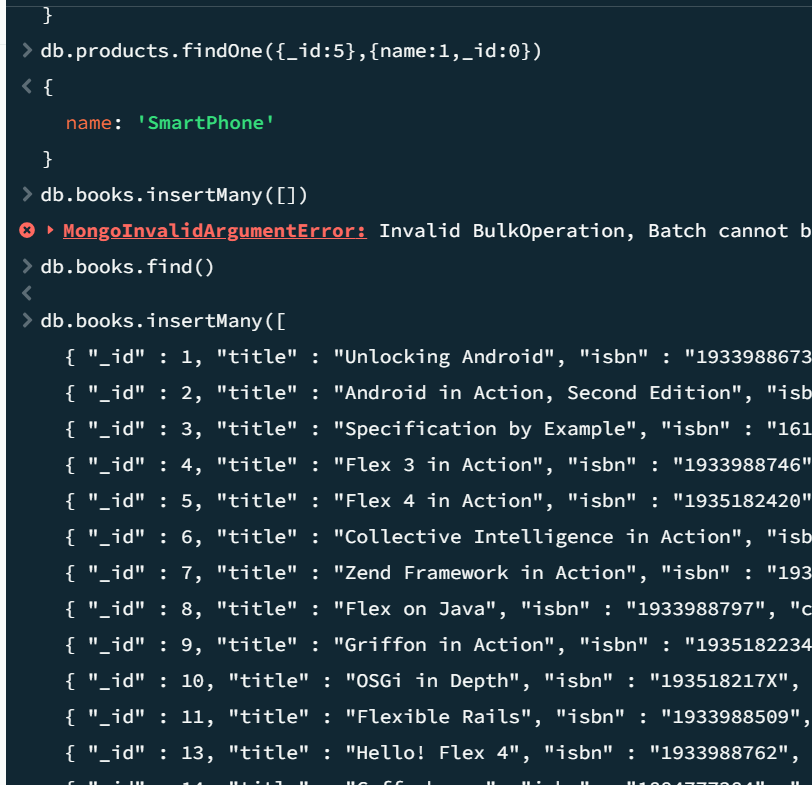 }
> db.products.findOne({_id:5},{name:1,_id:0})
< {
name: 'SmartPhone'
}
> db.books.insertMany([])
MongoInvalidArgumentError: Invalid BulkOperation, Batch cannot b
> db.books.find()
<
> db.books.insertMany([
{ "_id" : 1, "title" : "Unlocking Android", "isbn" : "1933988673
{ "_id" : 2, "title" : "Android in Action, Second Edition", "isb
{ "_id" : 3, "title" : "Specification by Example", "isbn" : "161
{ "_id" : 4, "title" : "Flex 3 in Action", "isbn" : "1933988746"
{ "_id" : 5, "title" : "Flex 4 in Action", "isbn" : "1935182420"
{ "_id" : 6, "title" : "Collective Intelligence in Action", "isb
{ "_id" : 7, "title" : "Zend Framework in Action", "isbn" : "193
{ "_id" : 8, "title" : "Flex on Java", "isbn" : "1933988797", "c
{ "_id" : 9, "title" : "Griffon in Action", "isbn" : "1935182234
{ "_id" : 10, "title" : "OSGi in Depth", "isbn" : "193518217X",
{ "_id" : 11, "title" : "Flexible Rails", "isbn" : "1933988509",
{ "_id" : 13, "title" : "Hello! Flex 4", "isbn" : "1933988762",